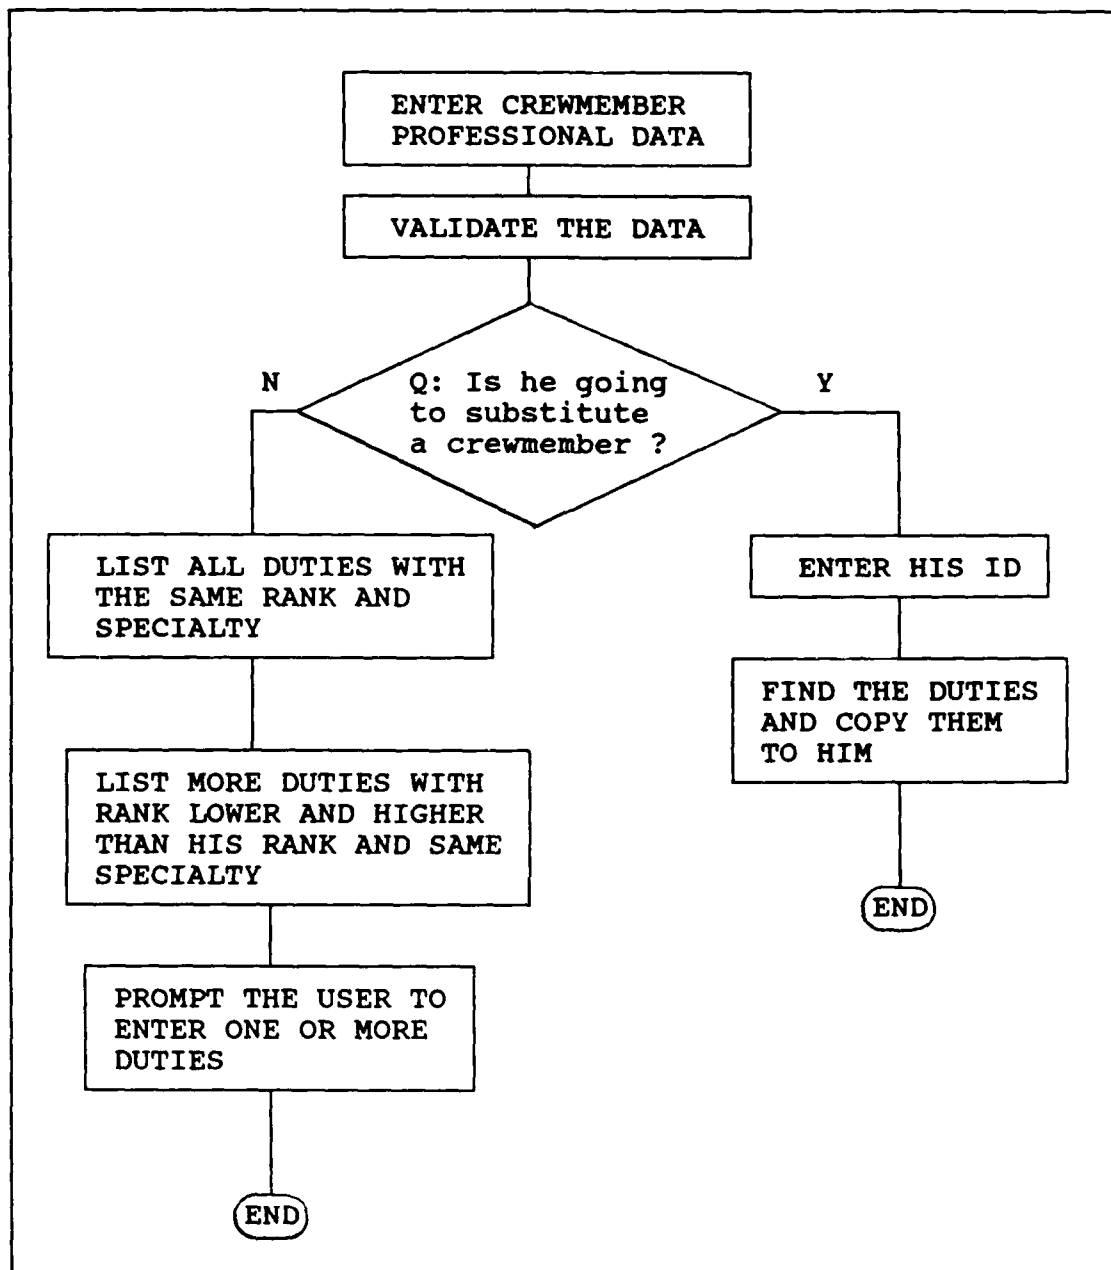 ENTER CREWMEMBER
PROFESSIONAL DATA
VALIDATE THE DATA
N
Q: Is he going
to substitute
a crewmember ?
Y
LIST ALL DUTIES WITH
THE SAME RANK AND
SPECIALTY
LIST MORE DUTIES WITH
RANK LOWER AND HIGHER
THAN HIS RANK AND SAME
SPECIALTY
PROMPT THE USER TO
ENTER ONE OR MORE
DUTIES
END
ENTER HIS ID
FIND THE DUTIES
AND COPY THEM
TO HIM
END